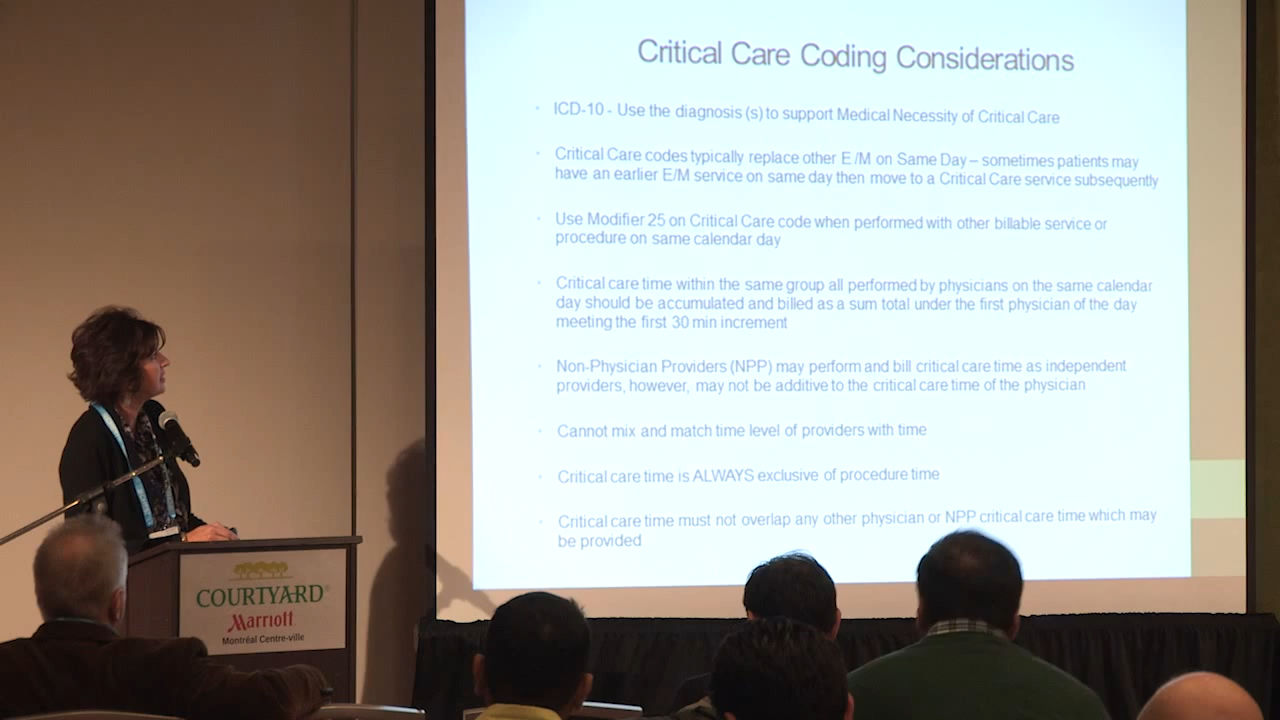 Critical Care Coding Considerations
• ICD-10 - Use the diagnosis (s) to support Medical Necessity of Critical Care
• Critical Care codes typically replace other E /M on Same Day – sometimes patients may
have an earlier E/M service on same day then move to a Critical Care service subsequently
• Use Modifier 25 on Critical Care code when performed with other billable service or
procedure on same calendar day
• Critical care time within the same group all performed by physicians on the same calendar
day should be accumulated and billed as a sum total under the first physician of the day
meeting the first 30 min increment
• Non-Physician Providers (NPP) may perform and bill critical care time as independent
providers, however, may not be additive to the critical care time of the physician
• Cannot mix and match time level of providers with time
• Critical care time is ALWAYS exclusive of procedure time
• Critical care time must not overlap any other physician or NPP critical care time which may
be provided
COURTYARD®
Marriott
Montréal Centre-ville